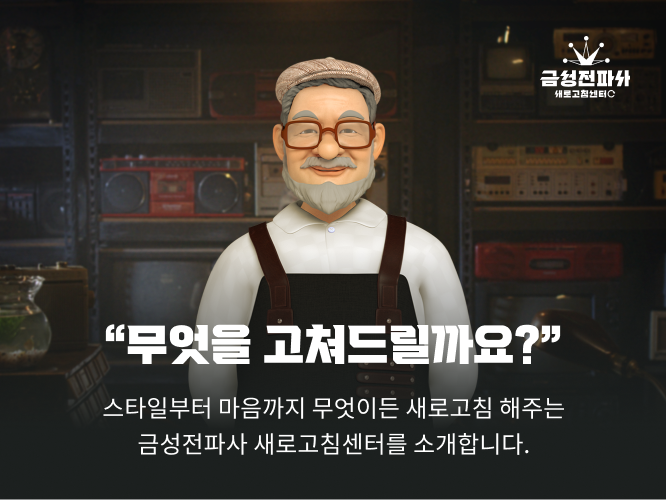 금성전파사
새로고침센터
“무엇을 고쳐드릴까요?”
스타일부터 마음까지 무엇이든 새로고침 해주는
금성전파사 새로고침센터를 소개합니다.